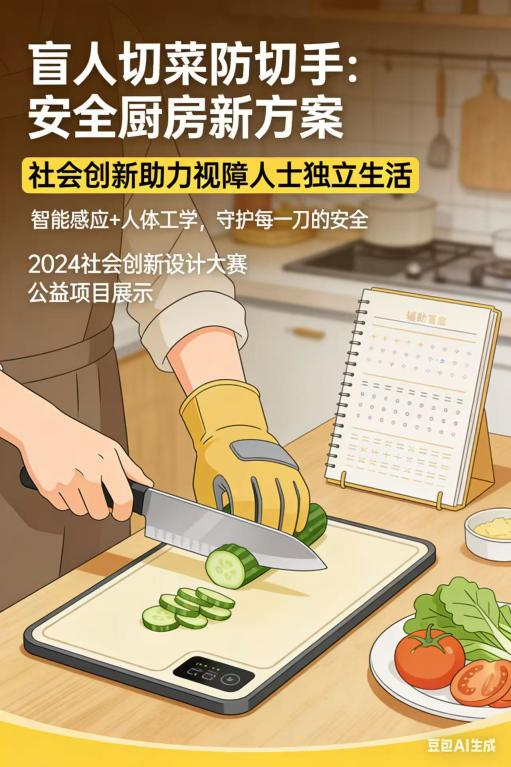 盲人切菜防切手:
安全厨房新方案
社会创新助力视障人士独立生活
智能感应+人体工学，守护每一刀的安全
2024社会创新设计大赛
公益项目展示
辅助盲症
豆包AI生成